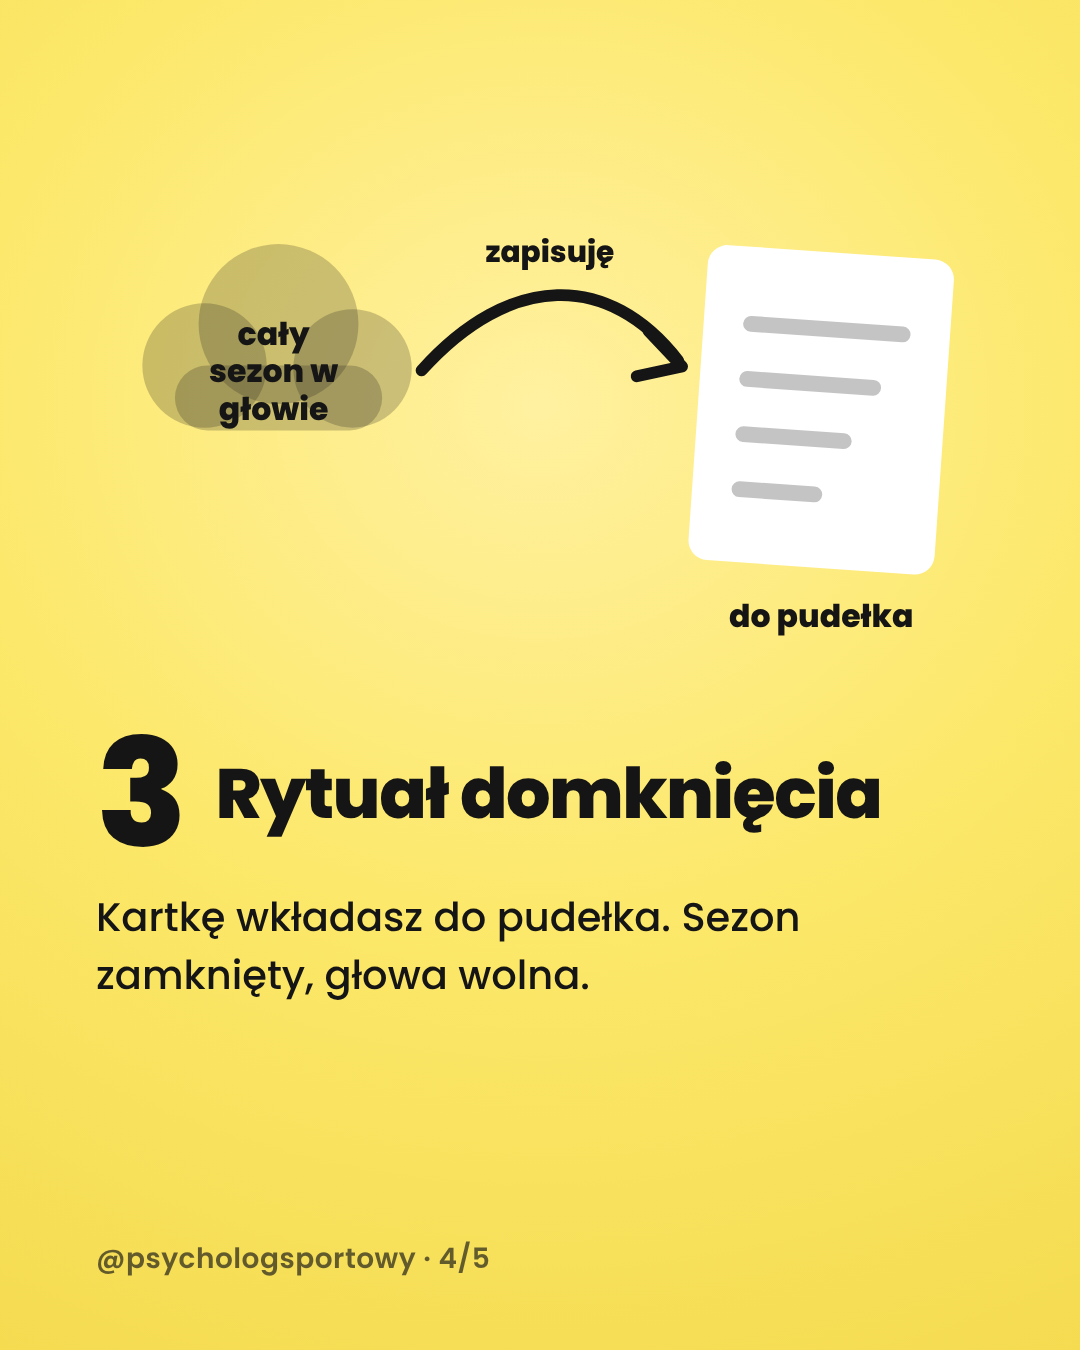 zapisuję
cały
sezon w
głowie
do pudełka
3 Rytuał domknięcia
Kartkę wkładasz do pudełka. Sezon
zamknięty, głowa wolna.
@psychologsportowy · 4/5